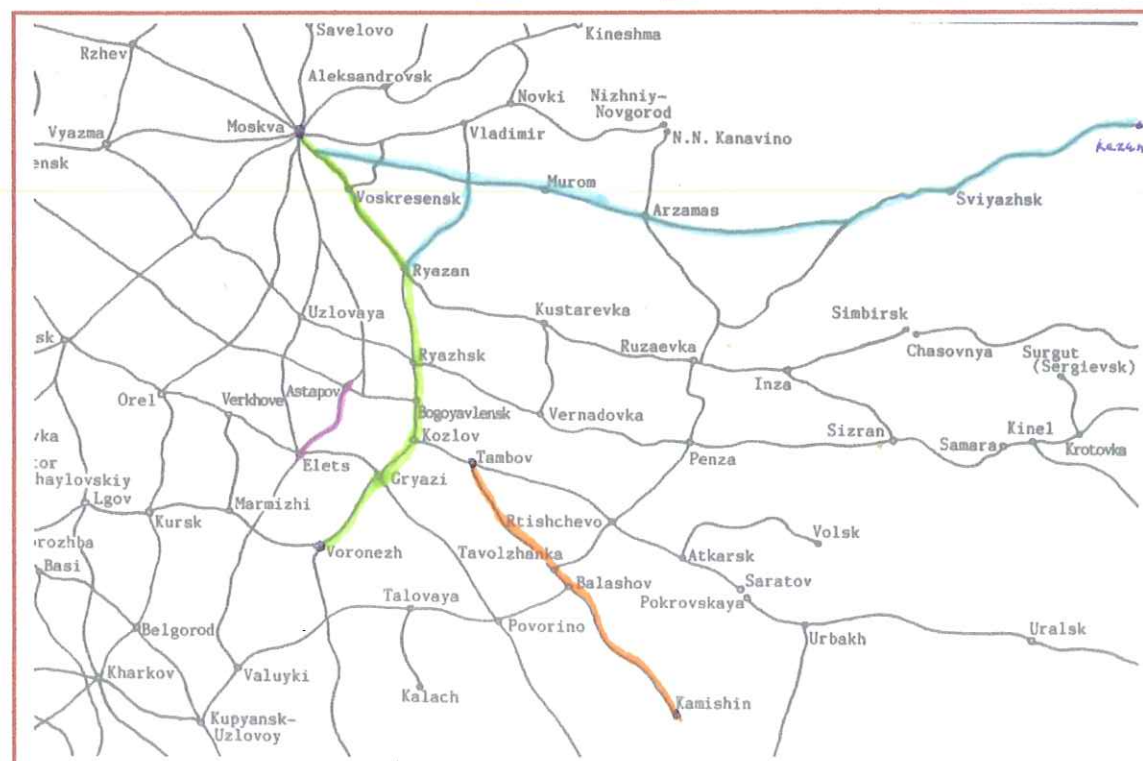 Savelovo
Kineshma
Rzhev
Aleksandrovsk
Novki
Nizhniy-
Novgorod
Moskva
Vyazma
Vladimir
N.N. Kanavino
Kazan
ensk
Murom
Voskresensk
Sviyazhsk
Arzamas
Ryazan
Uzlovaya
Kustarevka
Simbirsk
Chasovnya
Surgut
(Sergievsk)
sk
Ruzaevka
Ryazhsk
Inza
Astapov
Orel
Verkhove
Bogoyavlensk
Vernadovka
Kozlov
Sizran
Kinel
Samara
Krotovka
vka
Elets
Tambov
Penza
tor
haylovskiy
Gryazi
Lgov
Marmizhi
Kursk
Rtishchevo
Volsk
orozhba
Voronezh
Tavolzhanka
Atkarsk
Basi
Balashov
Saratov
Talovaya
Pokrovskaya
Belgorod
Povorino
Urbakh
Uralsk
Kharkov
Valuyki
Kalach
Kamishin
Kupyansk-
Uzlovoy